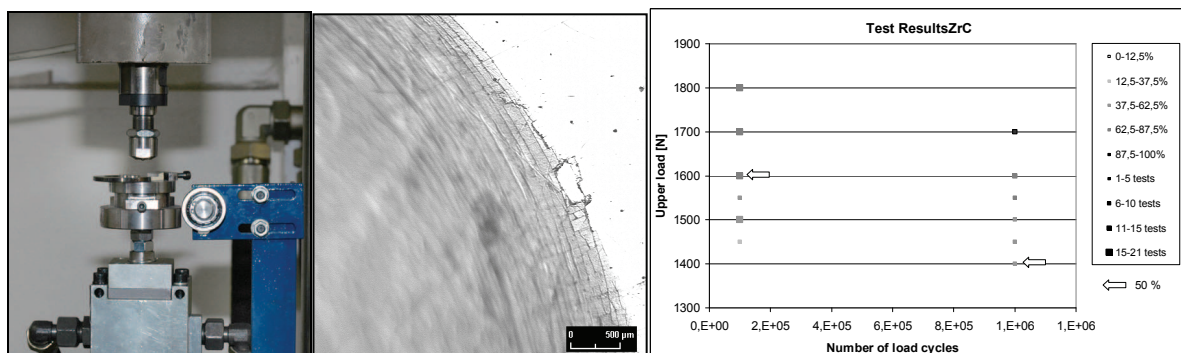 0 500 µm
Test ResultsZrC
Upper load [N]
1900
1800
1700
1600
1500
1400
1300
0,E+00 2,E+05 4,E+05 6,E+05 8,E+05 1,E+06 1,E+06
Number of load cycles
0-12,5%
12,5-37,5%
37,5-62,5%
62,5-87,5%
87,5-100%
1-5 tests
6-10 tests
11-15 tests
15-21 tests
50 %